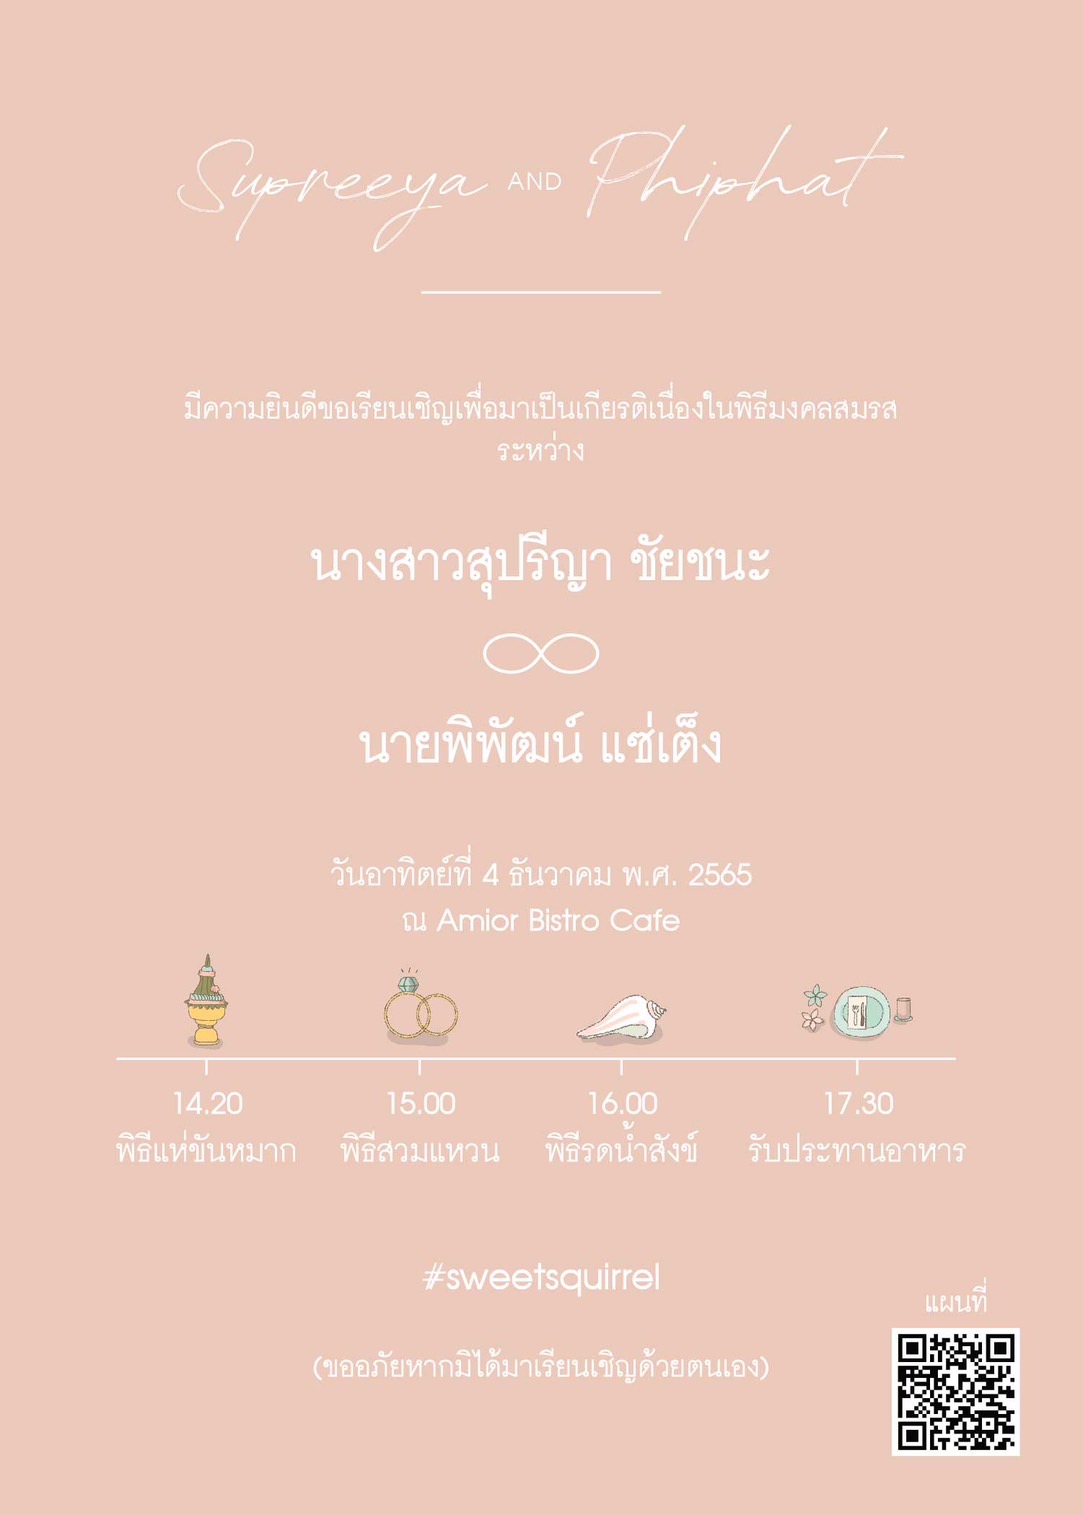 Supreeya AND Phiphat
มีความยินดีขอเรียนเชิญเพื่อมาเป็นเกียรติเนื่องในพิธีมงคลสมรส
ระหว่าง
นางสาวสุปรีญา ชัยชนะ
นายพิพัฒน์ แซ่เต็ง
วันอาทิตย์ที่ 4 ธันวาคม พ.ศ. 2565
ณ Amior Bistro Cafe
14.20 15.00 16.00 17.30
พิธีแห่ขันหมาก พิธีสวมแหวน พิธีรดน้ำสังข์ รับประทานอาหาร
#sweetsquirrel
แผนที่
(ขออภัยหากมิได้มาเรียนเชิญด้วยตนเอง)